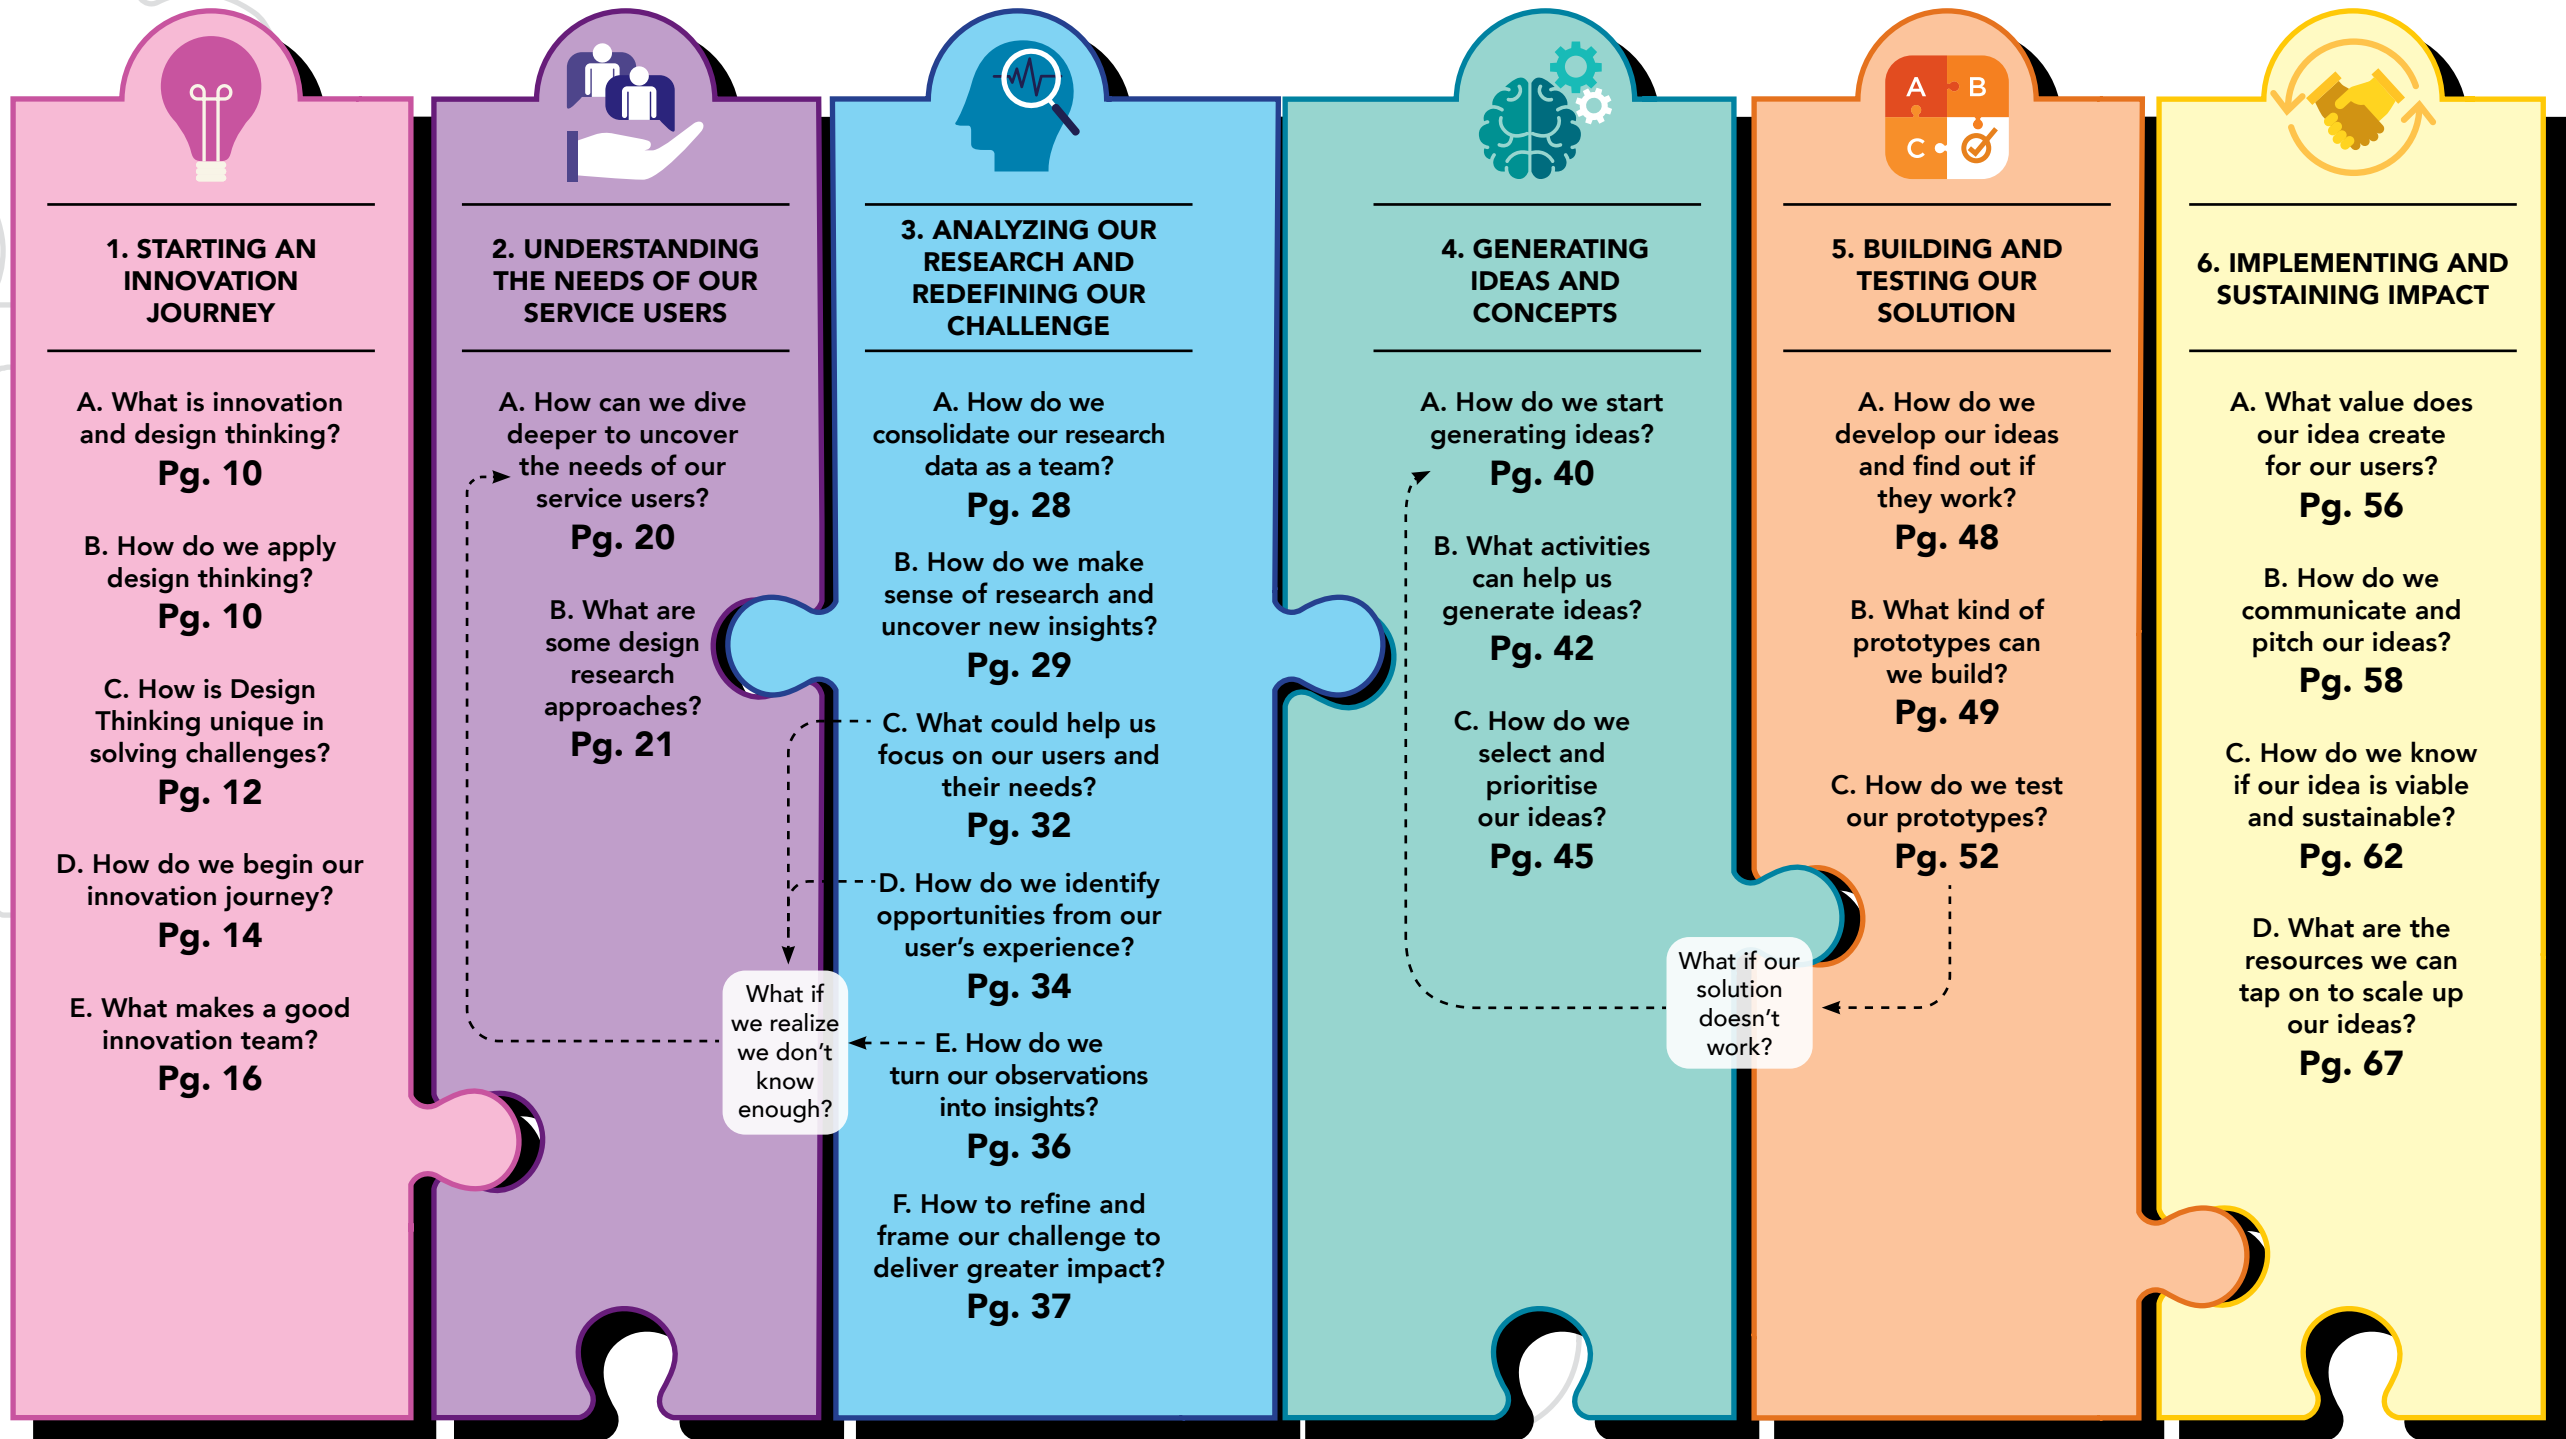 1. STARTING AN
INNOVATION
JOURNEY
A. What is innovation
and design thinking?
Pg. 10
B. How do we apply
design thinking?
Pg. 10
C. How is Design
Thinking unique in
solving challenges?
Pg. 12
D. How do we begin our
innovation journey?
Pg. 14
E. What makes a good
innovation team?
Pg. 16
2. UNDERSTANDING
THE NEEDS OF OUR
SERVICE USERS
A. How can we dive
deeper to uncover
the needs of our
service users?
Pg. 20
B. What are
some design
research
approaches?
Pg. 21
What if
we realize
we don't
know
enough?
3. ANALYZING OUR
RESEARCH AND
REDEFINING OUR
CHALLENGE
A. How do we
consolidate our research
data as a team?
Pg. 28
B. How do we make
sense of research and
uncover new insights?
Pg. 29
C. What could help us
focus on our users and
their needs?
Pg. 32
D. How do we identify
opportunities from our
user's experience?
Pg. 34
E. How do we
turn our observations
into insights?
Pg. 36
F. How to refine and
frame our challenge to
deliver greater impact?
Pg. 37
4. GENERATING
IDEAS AND
CONCEPTS
A. How do we start
generating ideas?
Pg. 40
B. What activities
can help us
generate ideas?
Pg. 42
C. How do we
select and
prioritise
our ideas?
Pg. 45
What if our
solution
doesn't
work?
A B
C
5. BUILDING AND
TESTING OUR
SOLUTION
A. How do we
develop our ideas
and find out if
they work?
Pg. 48
B. What kind of
prototypes can
we build?
Pg. 49
C. How do we test
our prototypes?
Pg. 52
6. IMPLEMENTING AND
SUSTAINING IMPACT
A. What value does
our idea create
for our users?
Pg. 56
B. How do we
communicate and
pitch our ideas?
Pg. 58
C. How do we know
if our idea is viable
and sustainable?
Pg. 62
D. What are the
resources we can
tap on to scale up
our ideas?
Pg. 67